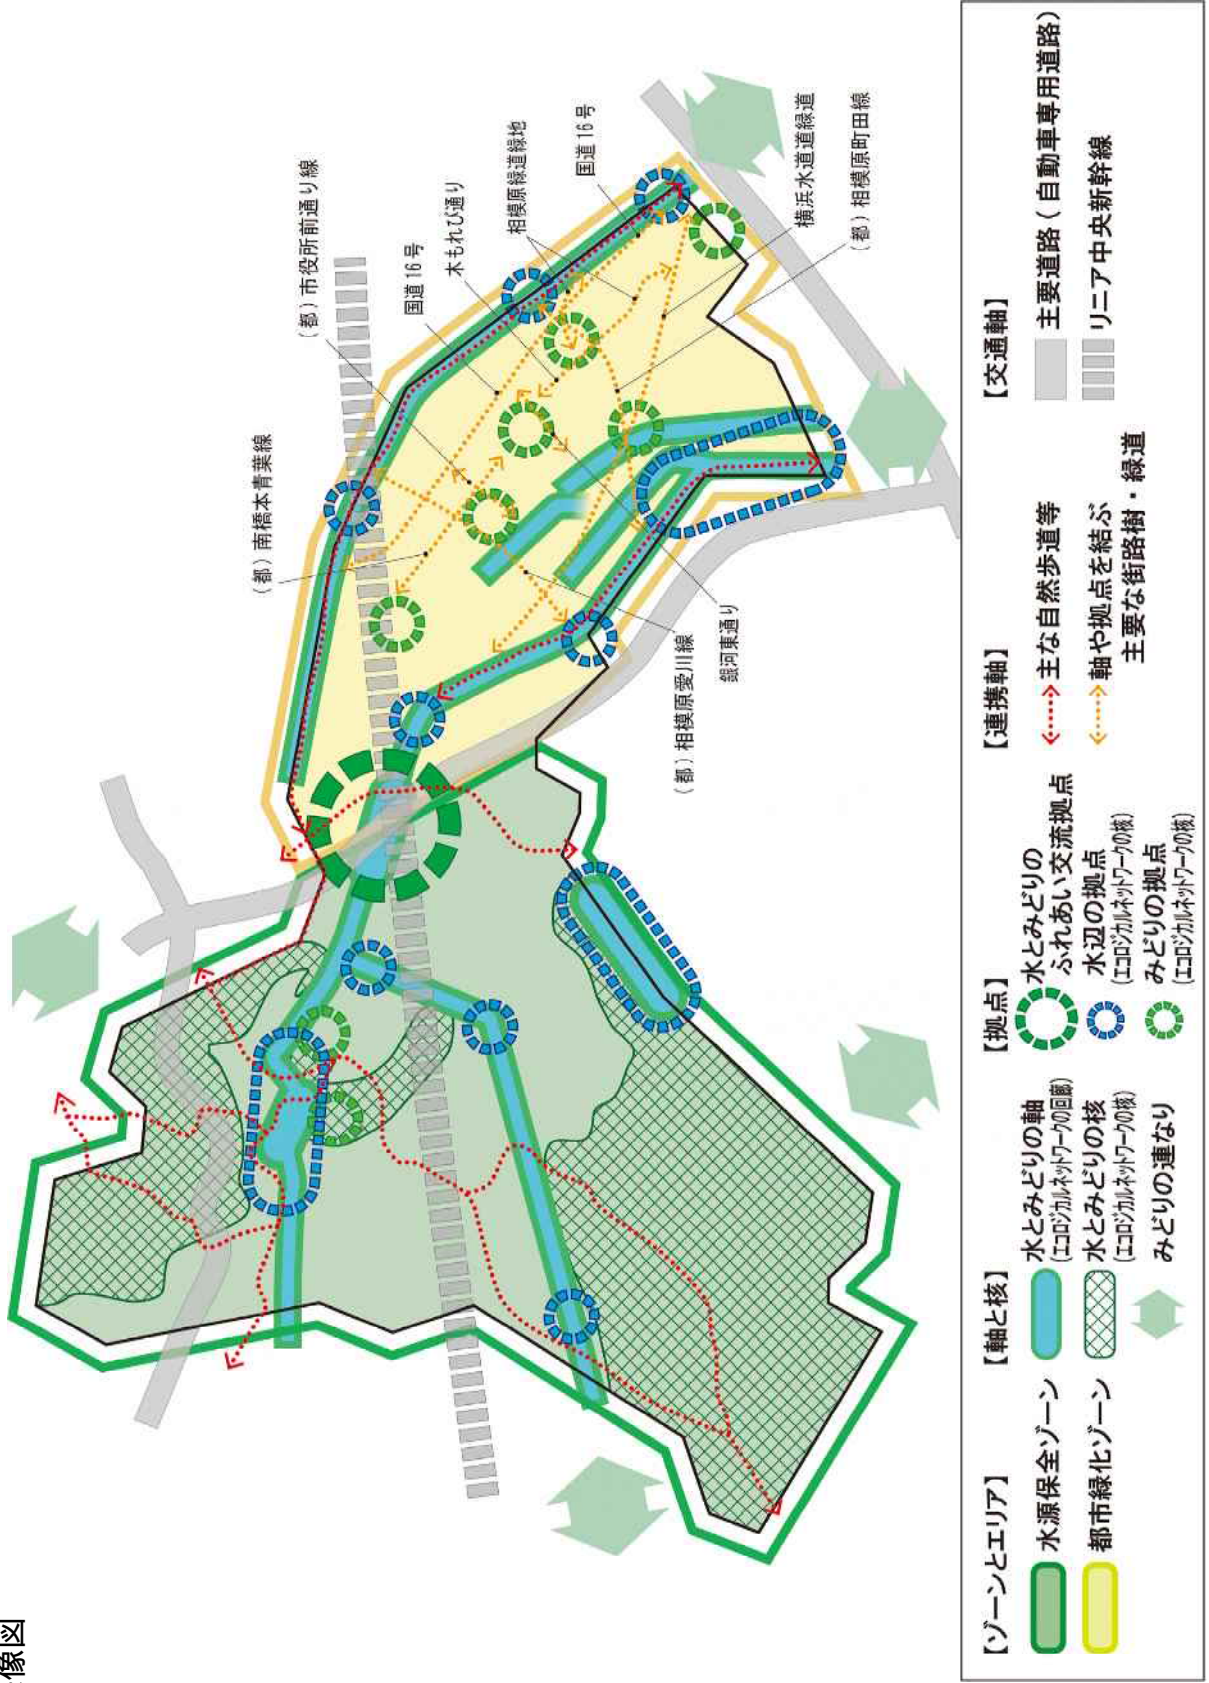 像図
(都)南橋本青葉線
(都)市役所前通り線
国道16号
木もれび通り
相模原緑道緑地
国道16号
横浜水道道緑道
(都)相模原町田線
(都)相模原愛川線
銀河東通り
【ゾーンとエリア】
水源保全ゾーン
都市緑化ゾーン
【軸と核】
水とみどりの軸
(エコロジカルネットワークの回廊)
水とみどりの核
(エコロジカルネットワークの核)
みどりの連なり
【拠点】
水とみどりの
ふれあい交流拠点
水辺の拠点
(エコロジカルネットワークの核)
みどりの拠点
(エコロジカルネットワークの核)
【連携軸】
主な自然歩道等
軸や拠点を結ぶ
主要な街路樹・緑道
【交通軸】
主要道路(自動車専用道路)
リニア中央新幹線